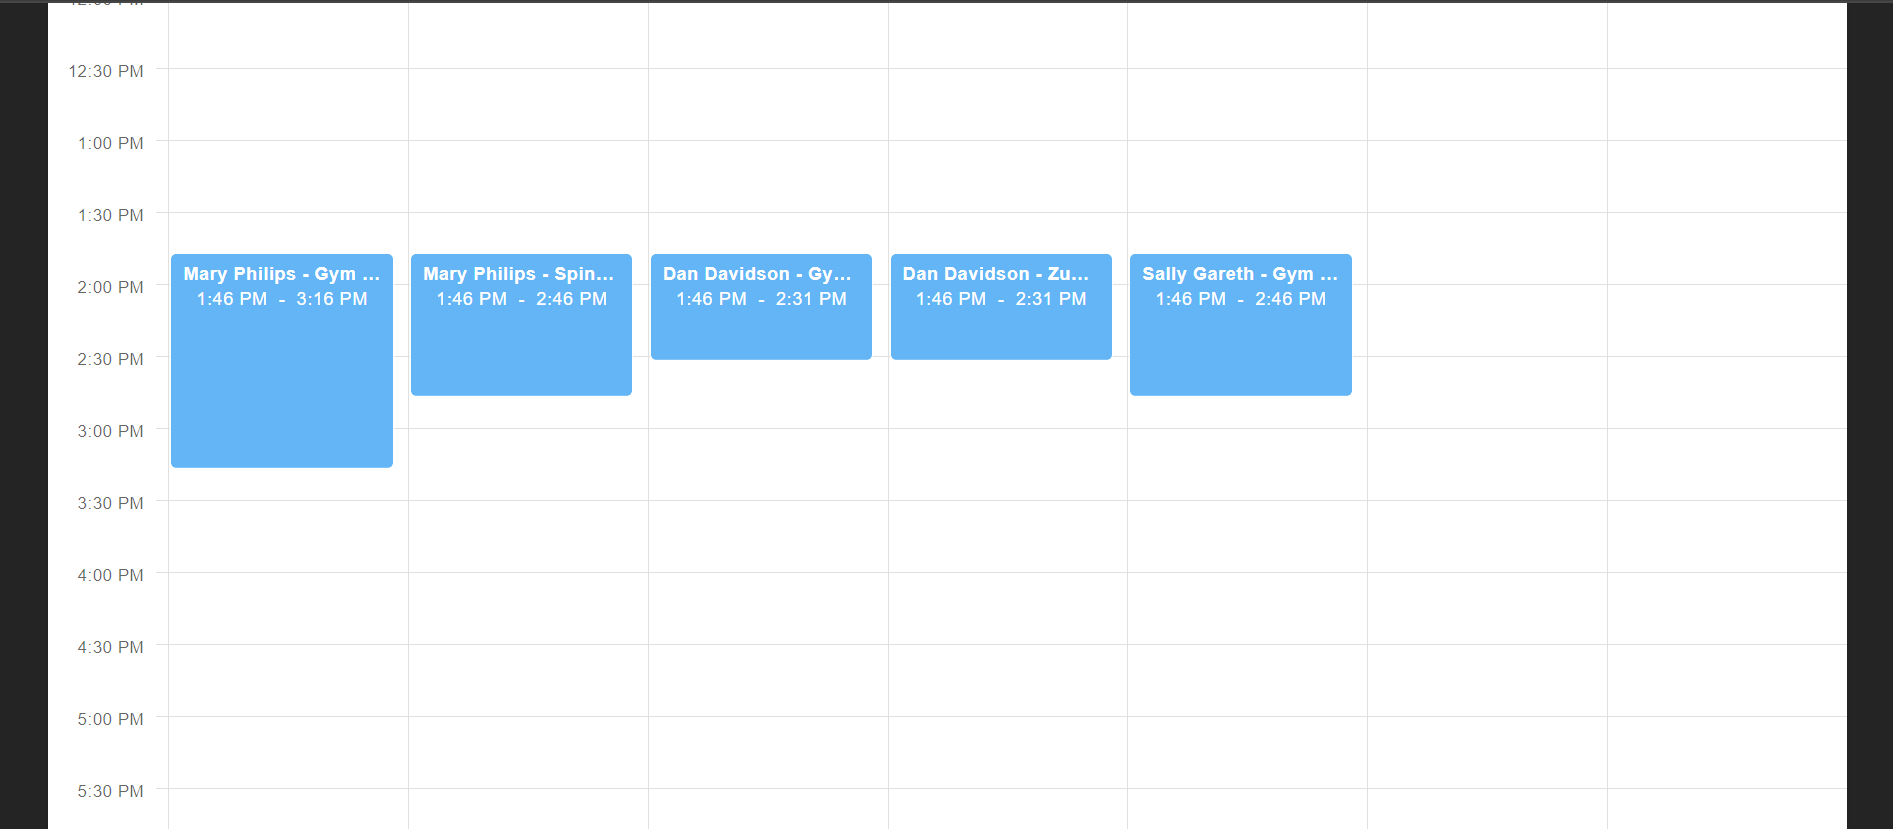 12:30 PM
1:00 PM
1:30 PM
Mary Philips - Gym ...
1:46 PM - 3:16 PM
Mary Philips - Spin...
1:46 PM - 2:46 PM
Dan Davidson - Gy...
1:46 PM - 2:31 PM
Dan Davidson - Zu...
1:46 PM - 2:31 PM
Sally Gareth - Gym ...
1:46 PM - 2:46 PM
2:00 PM
2:30 PM
3:00 PM
3:30 PM
4:00 PM
4:30 PM
5:00 PM
5:30 PM